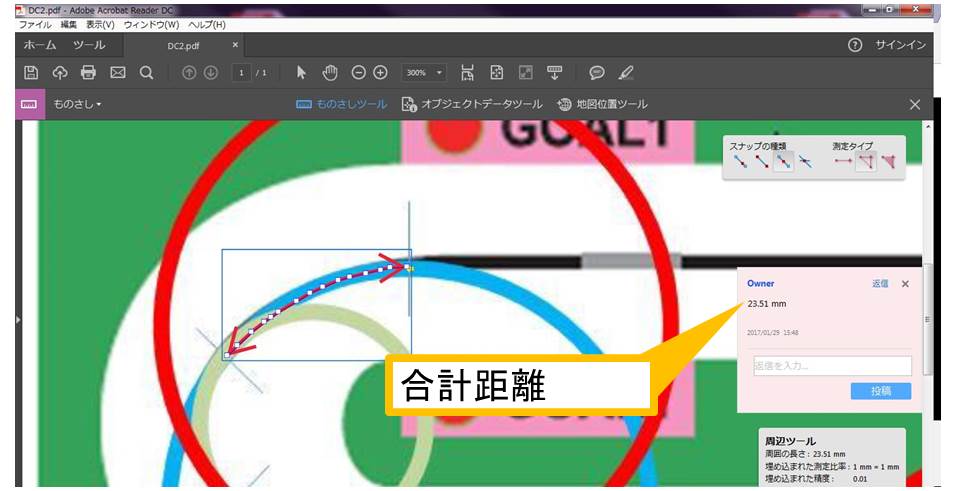 DC2.pdf - Adobe Acrobat Reader DC
ファイル 編集 表示(V) ウィンドウ(W) ヘルプ(H)
ホーム ツール DC2.pdf × ? サインイン
1 / 1 300%
ものさし ものさしツール オブジェクトデータツール 地図位置ツール ×
GOAL1
スナップの種類 測定タイプ
Owner 返信 ×
23.51 mm
2017/01/29 15:48
返信を入力...
投稿
合計距離
周辺ツール
周囲の長さ : 23.51 mm
埋め込まれた測定比率 : 1 mm = 1 mm
埋め込まれた精度 : 0.01